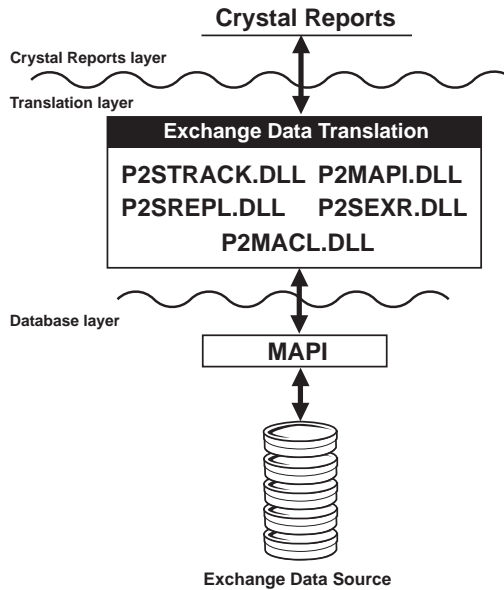 Crystal Reports
Crystal Reports layer
Translation layer
Exchange Data Translation
P2STRACK.DLL P2MAPI.DLL
P2SREPL.DLL P2SEXR.DLL
P2MACL.DLL
Database layer
MAPI
Exchange Data Source